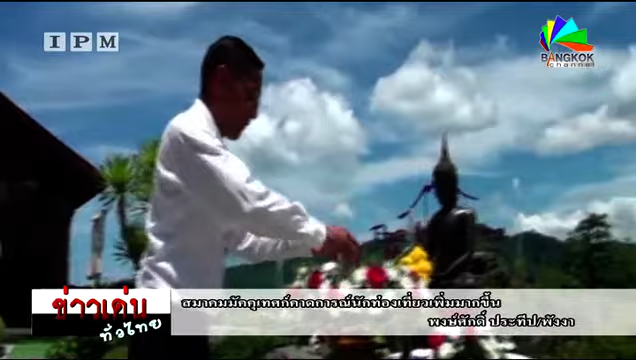 IPM
BANGKOK
channel
ข่าวเด่น
ทั่วไทย
สมาคมมัคคุเทศก์คาดการณ์นักท่องเที่ยวเพิ่มมากขึ้น
พงษ์ศักดิ์ ประทีป/พังงา